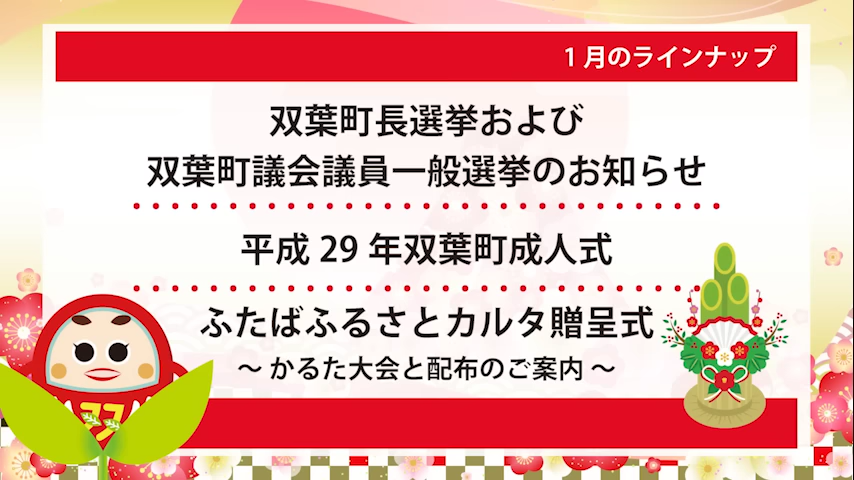 1月のラインナップ
双葉町長選挙および
双葉町議会議員一般選挙のお知らせ
平成29年双葉町成人式
ふたばふるさとカルタ贈呈式
～かるた大会と配布のご案内～